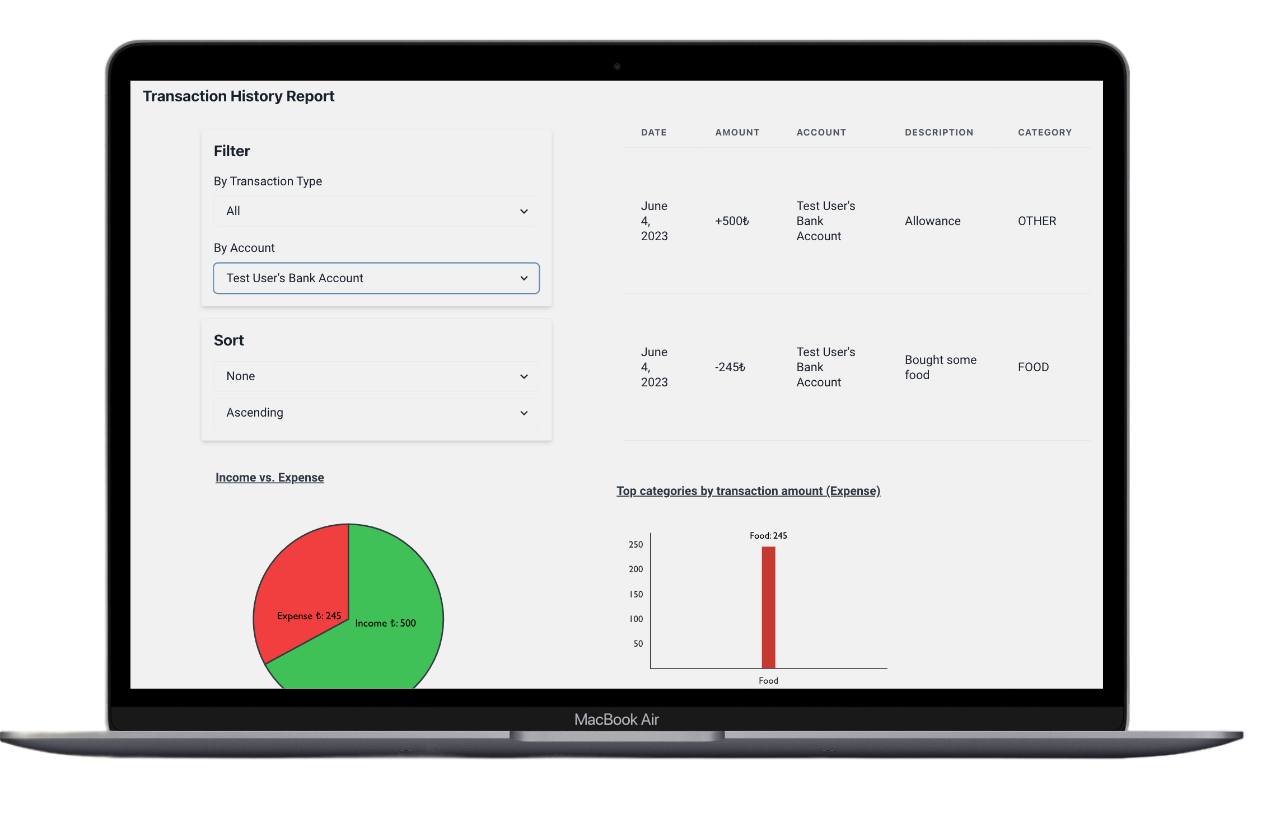 Transaction History Report
Filter
By Transaction Type
All
By Account
Test User's Bank Account
Sort
None
Ascending
DATE AMOUNT ACCOUNT DESCRIPTION CATEGORY
June
4,
2023
+500₺
Test User's
Bank
Account
Allowance
OTHER
June
4,
2023
-245₺
Test User's
Bank
Account
Bought some
food
FOOD
Income vs. Expense
Expense ₺: 245
Income ₺: 500
Top categories by transaction amount (Expense)
Food: 245
250
200
150
100
50
Food
MacBook Air